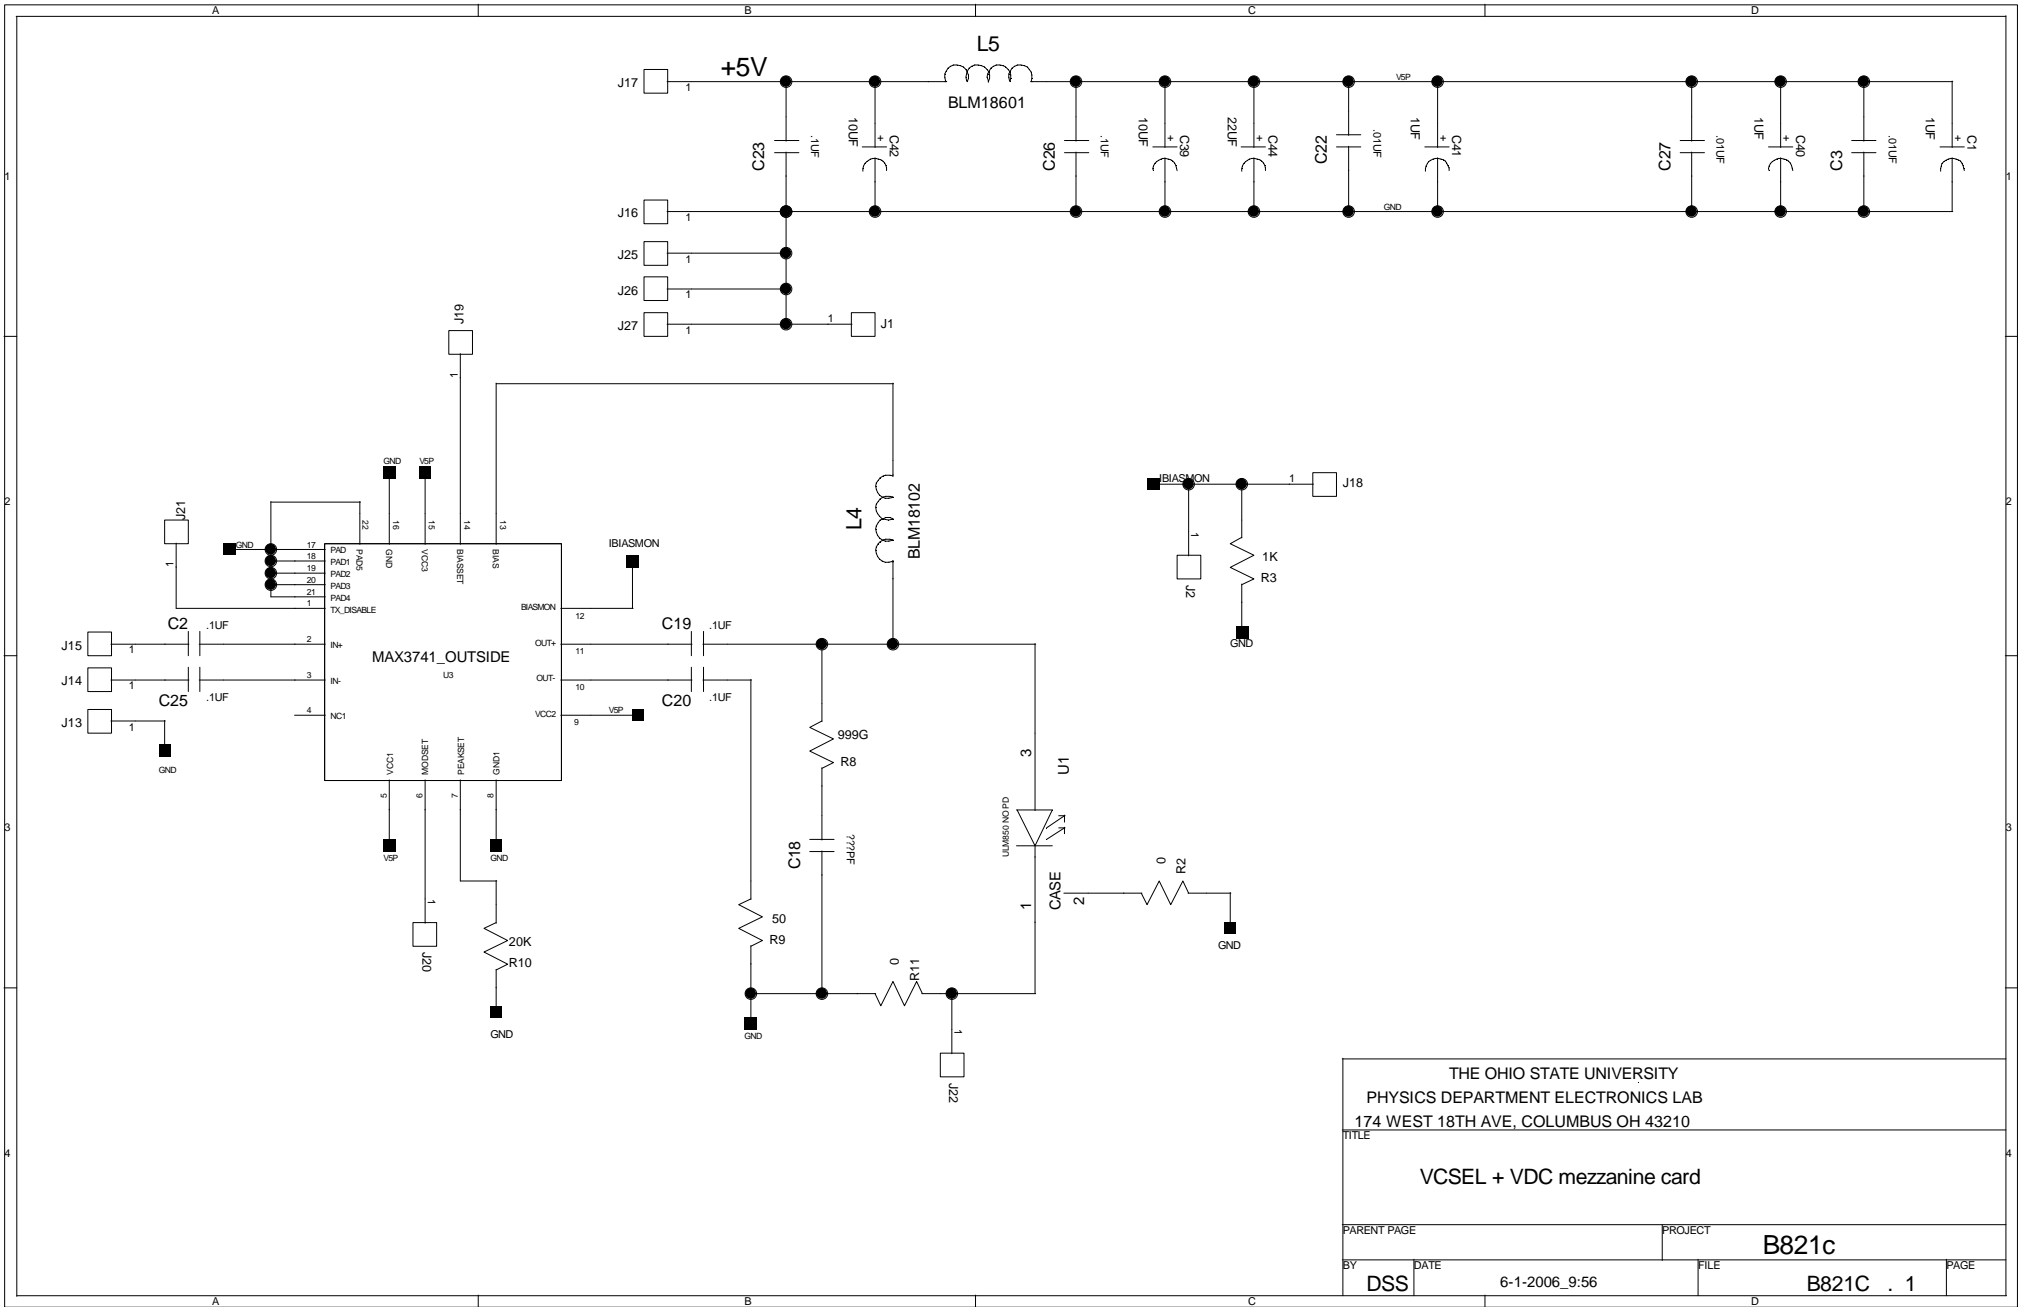 A
B
C
D
L5
+5V
J17
1
BLM18601
V5P
C23
.1UF
10UF
+
C42
C26
.1UF
10UF
+
C39
22UF
+
C44
C22
.01UF
1UF
+
C41
C27
.01UF
1UF
+
C40
C3
.01UF
1UF
+
C1
1
1
J16
1
GND
J25
1
J26
1
J27
1
1
J1
J19
1
2
2
J21
1
GND
V5P
L4
BLM18102
IBIASMON
1
J18
1
J2
1K
R3
GND
GND
22
16
15
14
13
17
PAD
18
PAD1
19
PAD2
20
PAD3
21
PAD4
1
TX_DISABLE
PAD5
GND
VCC3
BIASSET
BIAS
IBIASMON
BIASMON
12
J15
1
C2
.1UF
2
IN+
OUT+
11
C19
.1UF
MAX3741_OUTSIDE
U3
J14
1
C25
.1UF
3
IN-
OUT-
10
C20
.1UF
J13
1
GND
4
NC1
VCC2
9
V5P
VCC1
MODSET
PEAKSET
GND1
5
6
7
8
V5P
GND
1
J20
20K
R10
GND
999G
R8
C18
???PF
50
R9
GND
0
R11
1
J22
3
U1
ULM850 NO PD
1
CASE
2
0
R2
GND
3
3
4
4
THE OHIO STATE UNIVERSITY
PHYSICS DEPARTMENT ELECTRONICS LAB
174 WEST 18TH AVE, COLUMBUS OH 43210
TITLE
VCSEL + VDC mezzanine card
PARENT PAGE
PROJECT
B821c
BY
DSS
DATE
6-1-2006_9:56
FILE
B821C . 1
PAGE
A
B
C
D